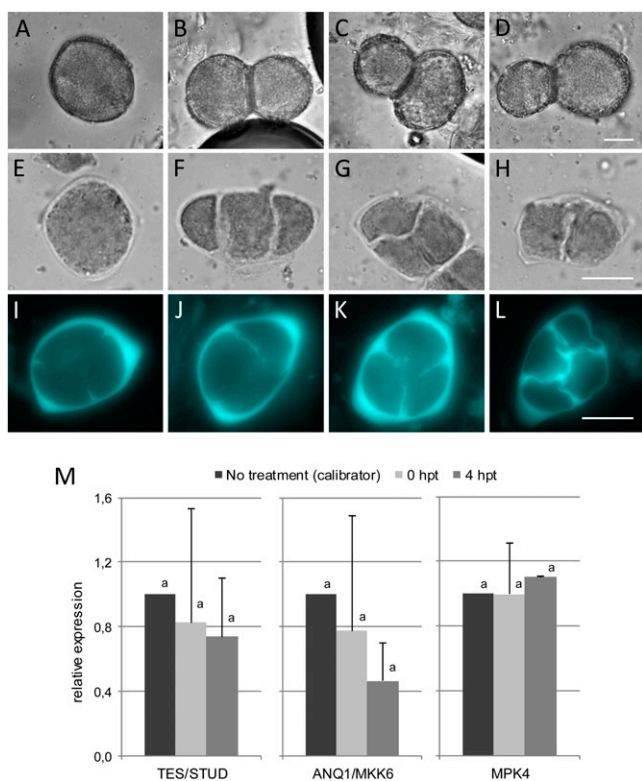 A B C D
E F G H
I J K L
M
No treatment (calibrator) 0 hpt 4 hpt
1,6
1,2
0,8
0,4
0,0
relative expression
a a a
a a a
a a a
TES/STUD ANQ1/MKK6 MPK4